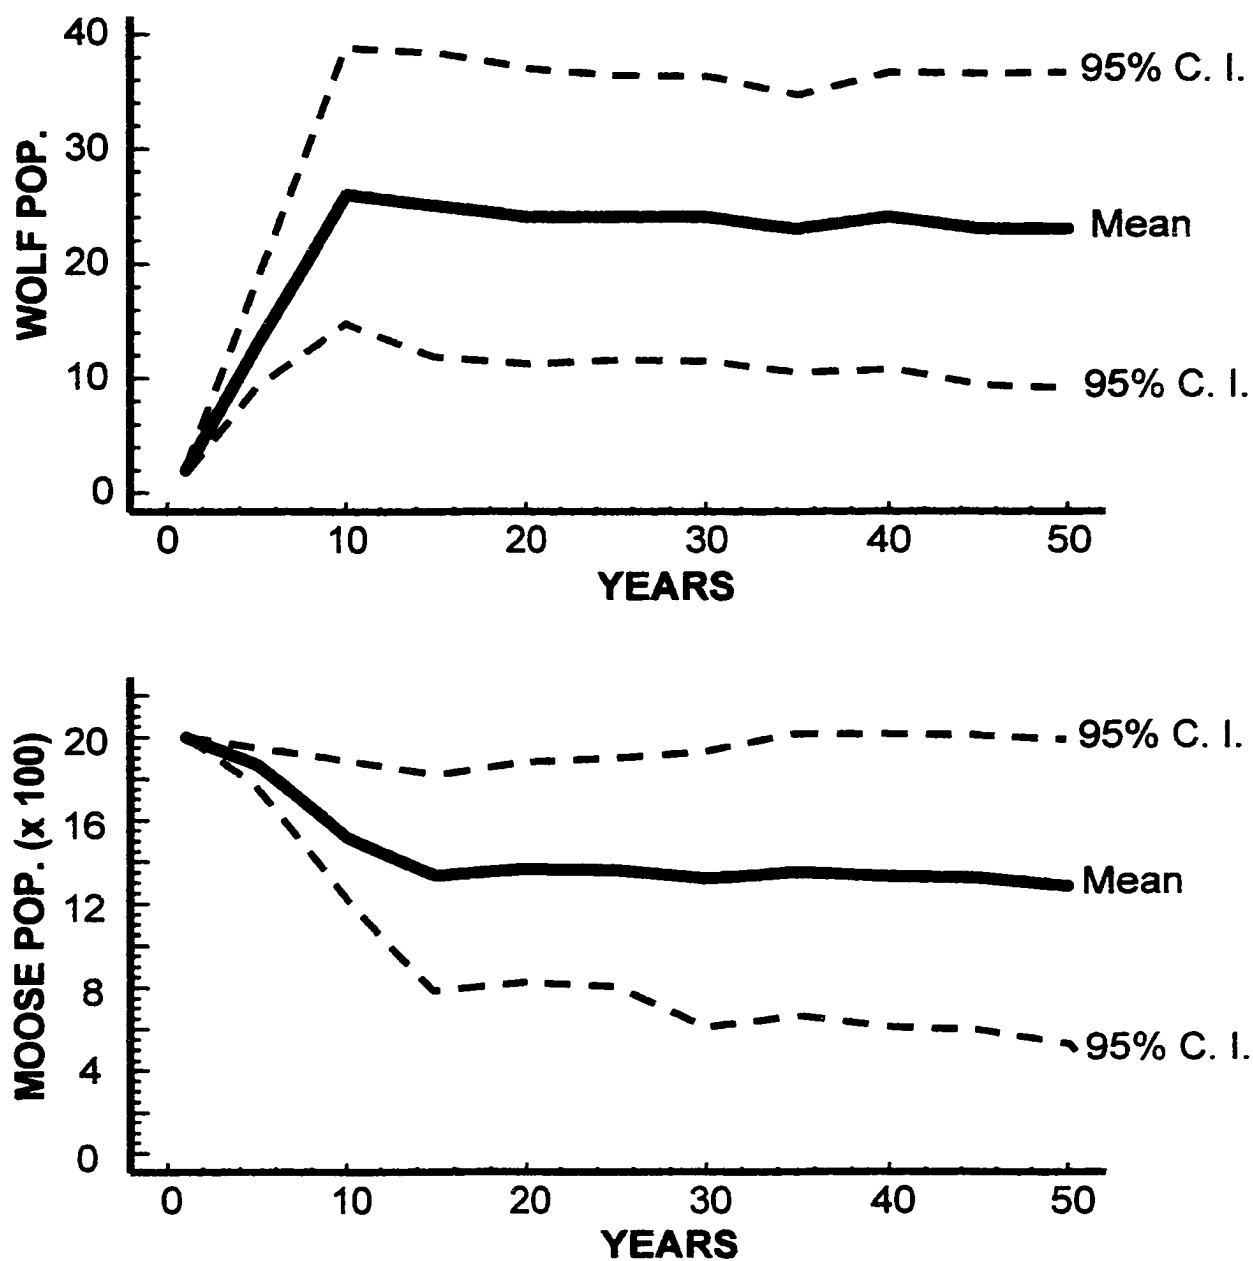 WOLF POP.
40
30
20
10
0
95% C. I.
Mean
95% C. I.
0 10 20 30 40 50
YEARS
MOOSE POP. (x 100)
20
16
12
8
4
0
95% C. I.
Mean
95% C. I.
0 10 20 30 40 50
YEARS